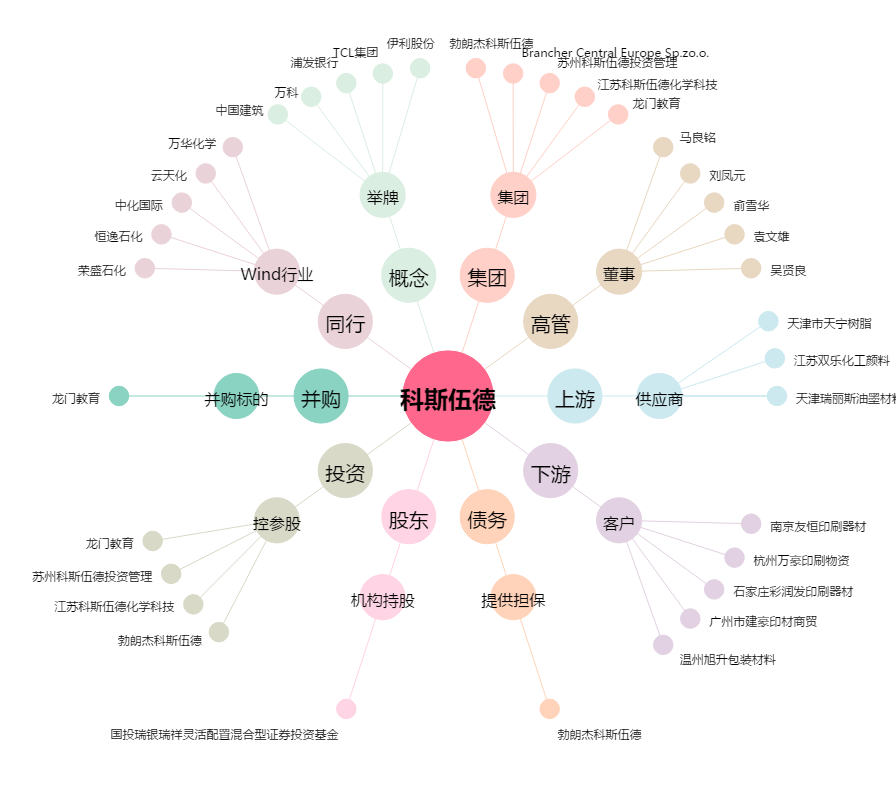 伊利股份
勃朗杰科斯伍德
TCL集团
Brancher Central Europe Sp.zo.o.
浦发银行
苏州科斯伍德投资管理
江苏科斯伍德化学科技
万科
龙门教育
中国建筑
马良铭
万华化学
刘凤元
云天化
举牌
集团
俞雪华
中化国际
袁文雄
恒逸石化
吴贤良
荣盛石化
Wind行业
董事
概念
集团
同行
高管
天津市天宁树脂
江苏双乐化工颜料
龙门教育
并购标的
并购
科斯伍德
上游
供应商
天津瑞丽斯油墨材料
投资
下游
控参股
股东
债务
客户
南京友恒印刷器材
龙门教育
杭州万豪印刷物资
苏州科斯伍德投资管理
石家庄彩润发印刷器材
江苏科斯伍德化学科技
机构持股
提供担保
广州市建豪印材商贸
勃朗杰科斯伍德
温州旭升包装材料
国投瑞银瑞祥灵活配置混合型证券投资基金
勃朗杰科斯伍德